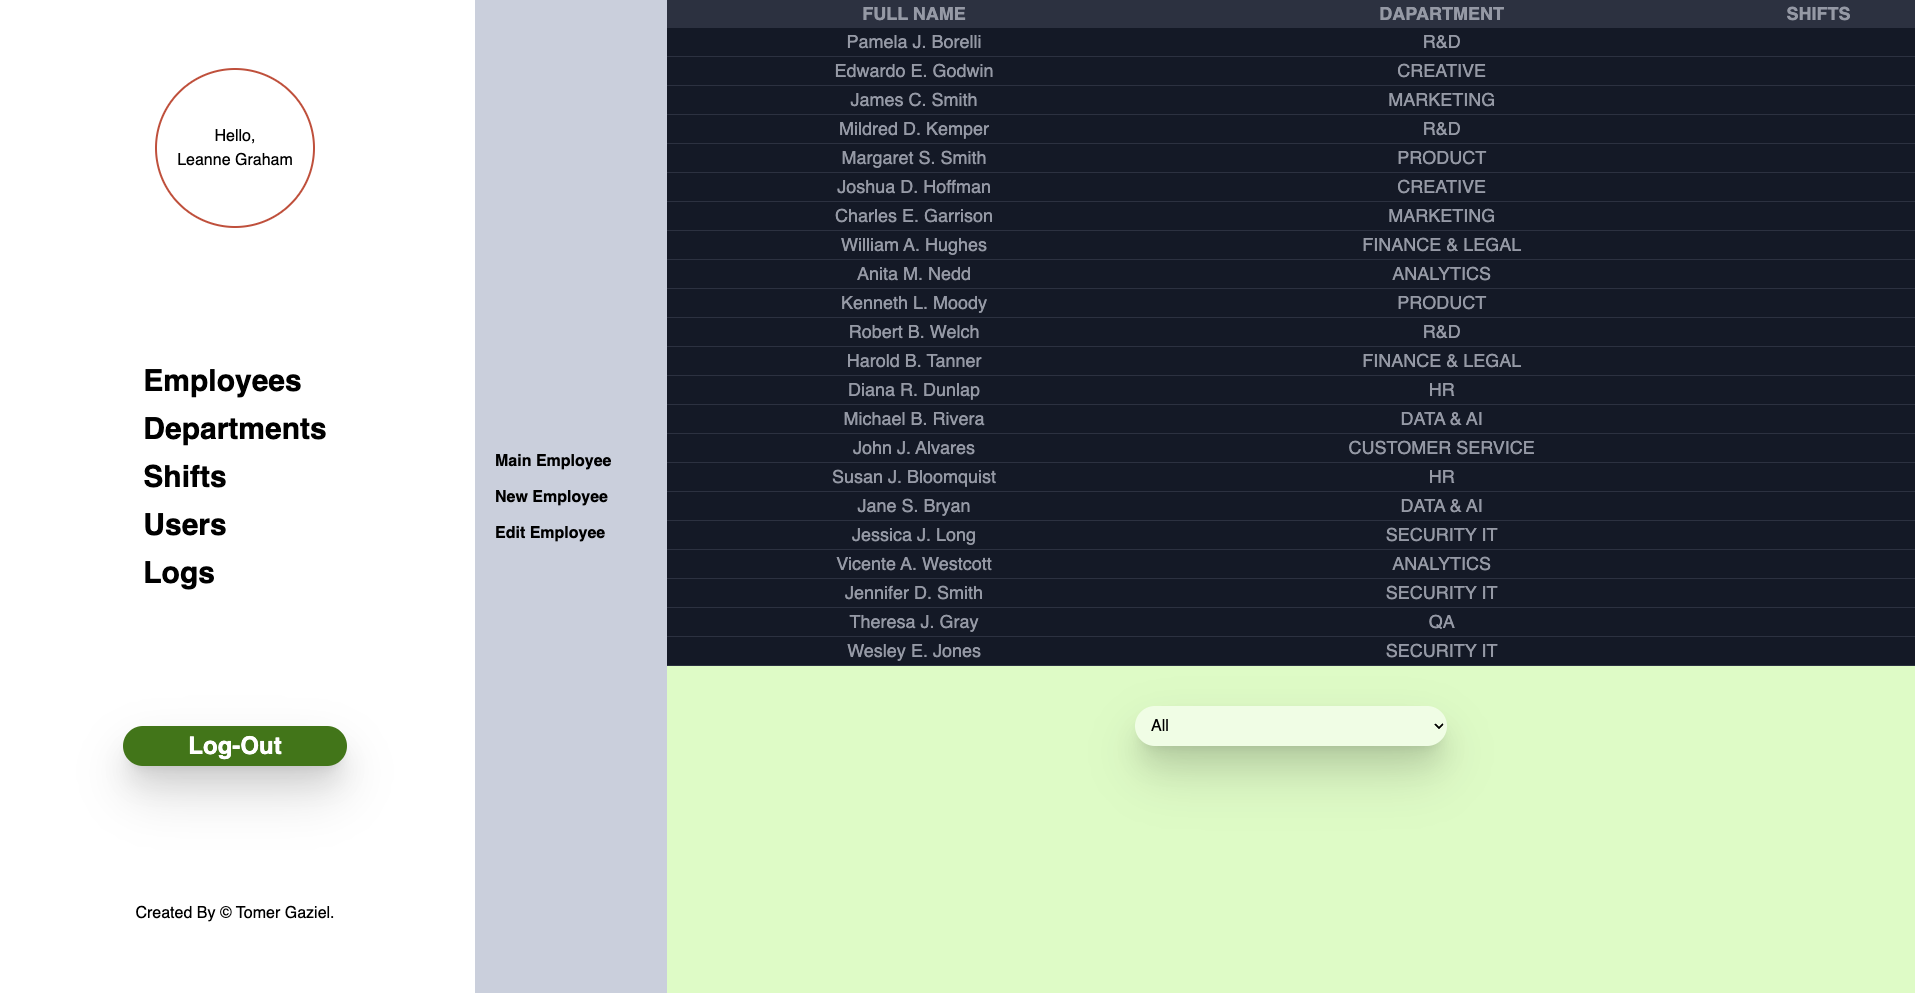 Hello,
Leanne Graham
Employees
Departments
Shifts
Users
Logs
Log-Out
Created By © Tomer Gaziel.
Main Employee
New Employee
Edit Employee
FULL NAME DAPARTMENT SHIFTS
Pamela J. Borelli R&D
Edwardo E. Godwin CREATIVE
James C. Smith MARKETING
Mildred D. Kemper R&D
Margaret S. Smith PRODUCT
Joshua D. Hoffman CREATIVE
Charles E. Garrison MARKETING
William A. Hughes FINANCE & LEGAL
Anita M. Nedd ANALYTICS
Kenneth L. Moody PRODUCT
Robert B. Welch R&D
Harold B. Tanner FINANCE & LEGAL
Diana R. Dunlap HR
Michael B. Rivera DATA & AI
John J. Alvares CUSTOMER SERVICE
Susan J. Bloomquist HR
Jane S. Bryan DATA & AI
Jessica J. Long SECURITY IT
Vicente A. Westcott ANALYTICS
Jennifer D. Smith SECURITY IT
Theresa J. Gray QA
Wesley E. Jones SECURITY IT
All